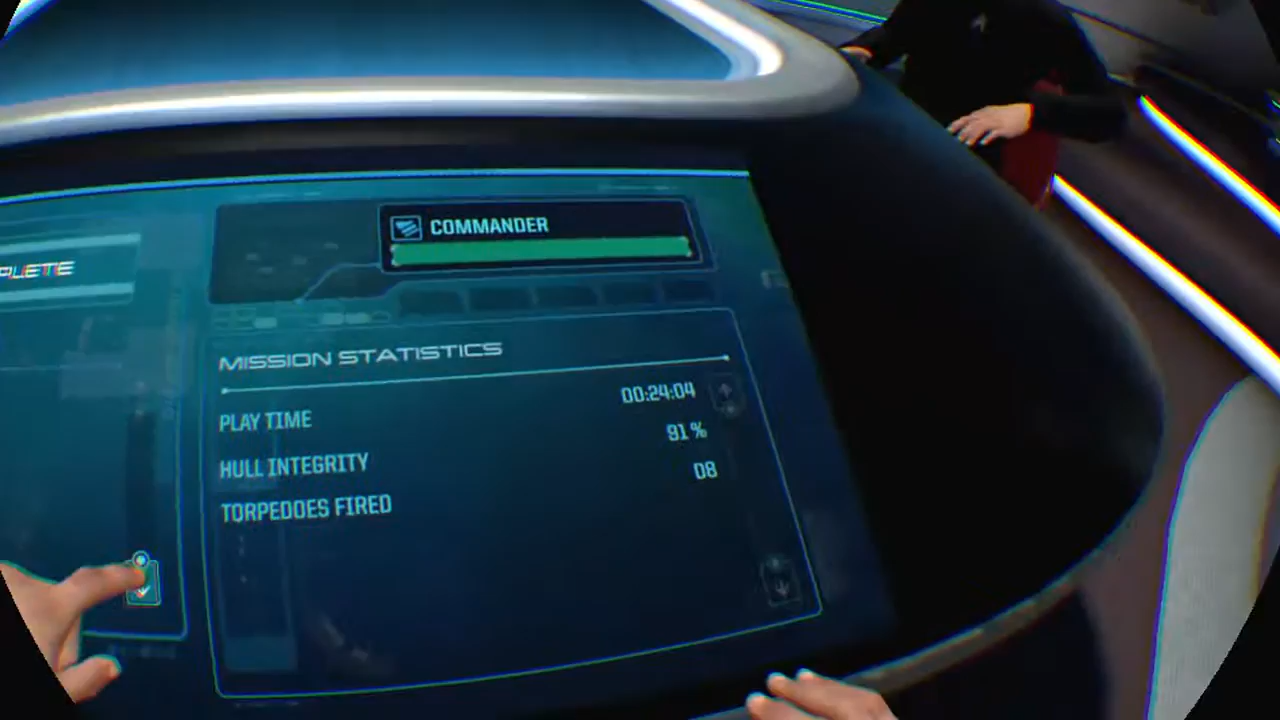 PLETE
COMMANDER
MISSION STATISTICS
PLAY TIME 00:24:04
HULL INTEGRITY 91 %
TORPEDOES FIRED 08